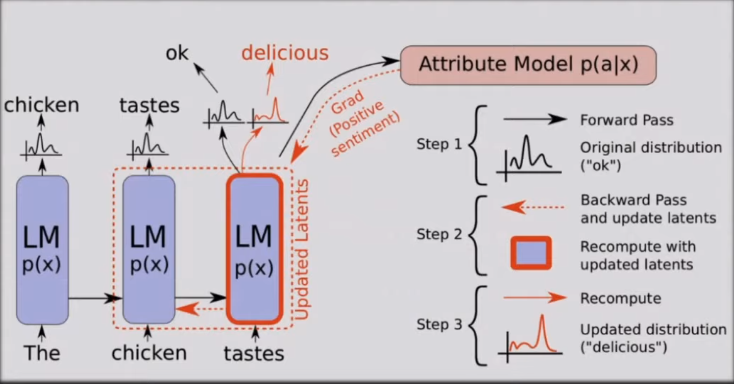 ok
delicious
Attribute Model p(a|x)
chicken
tastes
Grad
(Positive
sentiment)
LM
p(x)
LM
p(x)
LM
p(x)
Updated Latents
The
chicken
tastes
Step 1
Forward Pass
Original distribution
("ok")
Step 2
Backward Pass
and update latents
Recompute with
updated latents
Step 3
Recompute
Updated distribution
("delicious")